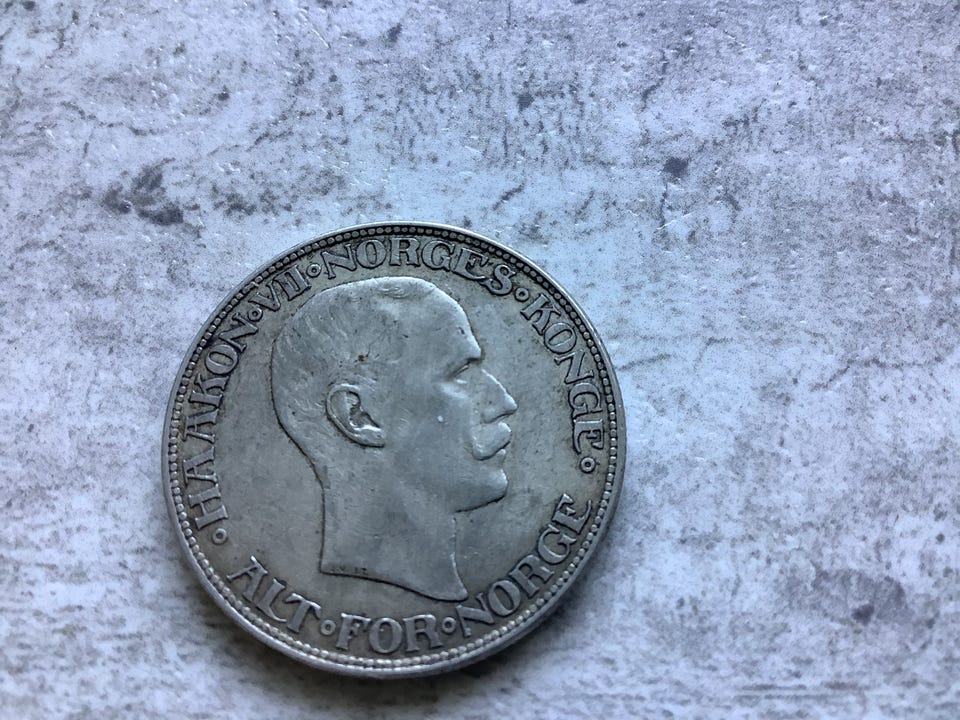 HAAKON · VII · NORGES · KONGE
ALT · FOR · NORGE